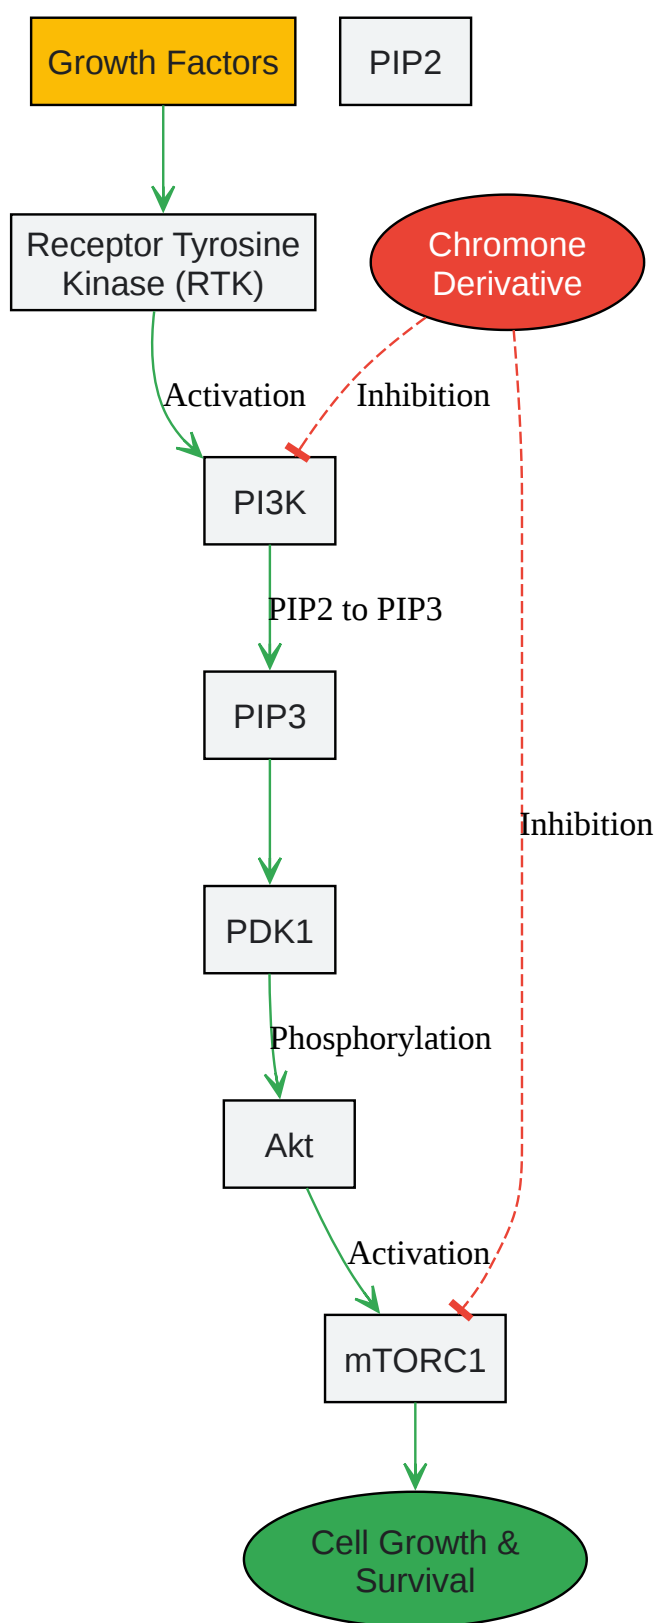 Growth Factors
PIP2
Receptor Tyrosine
Kinase (RTK)
Chromone
Derivative
Activation
Inhibition
PI3K
PIP2 to PIP3
PIP3
Inhibition
PDK1
Phosphorylation
Akt
Activation
mTORC1
Cell Growth &
Survival